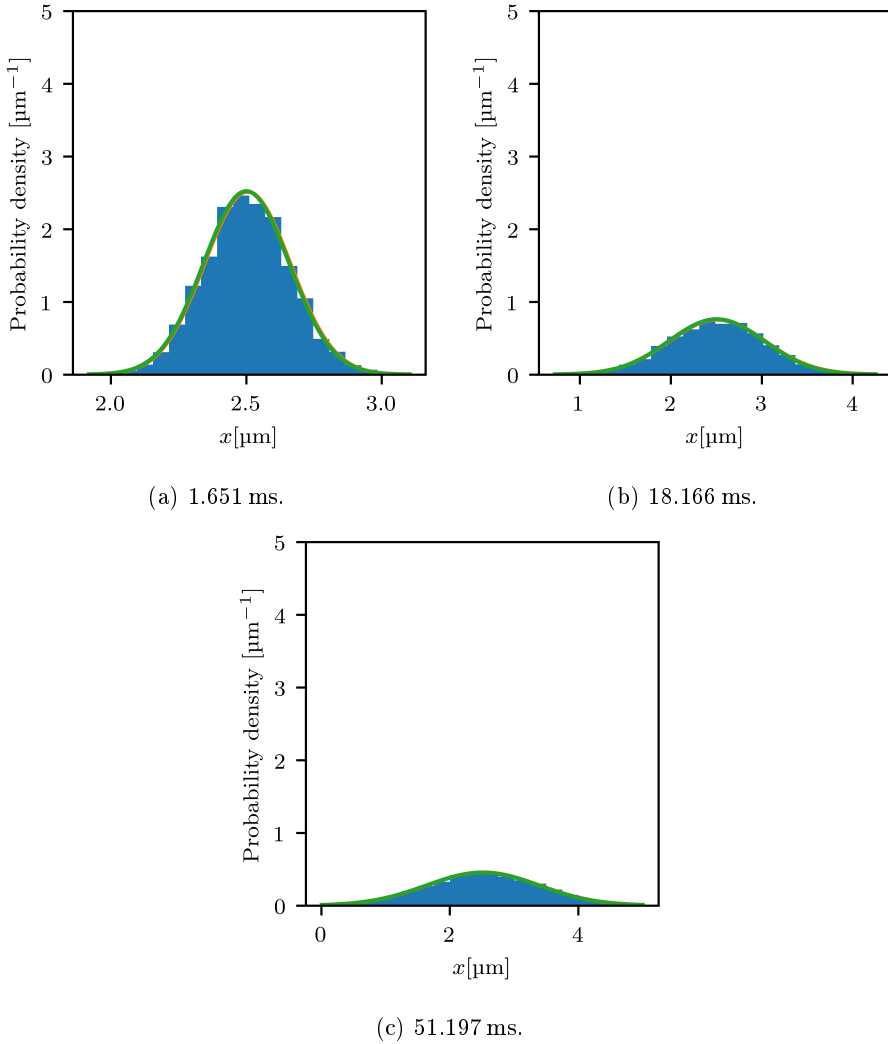 5
4
3
2
1
0
Probability density [µm⁻¹]
2.0 2.5 3.0
x[µm]
(a) 1.651 ms.
5
4
3
2
1
0
Probability density [µm⁻¹]
1 2 3 4
x[µm]
(b) 18.166 ms.
5
4
3
2
1
0
Probability density [µm⁻¹]
0 2 4
x[µm]
(c) 51.197 ms.